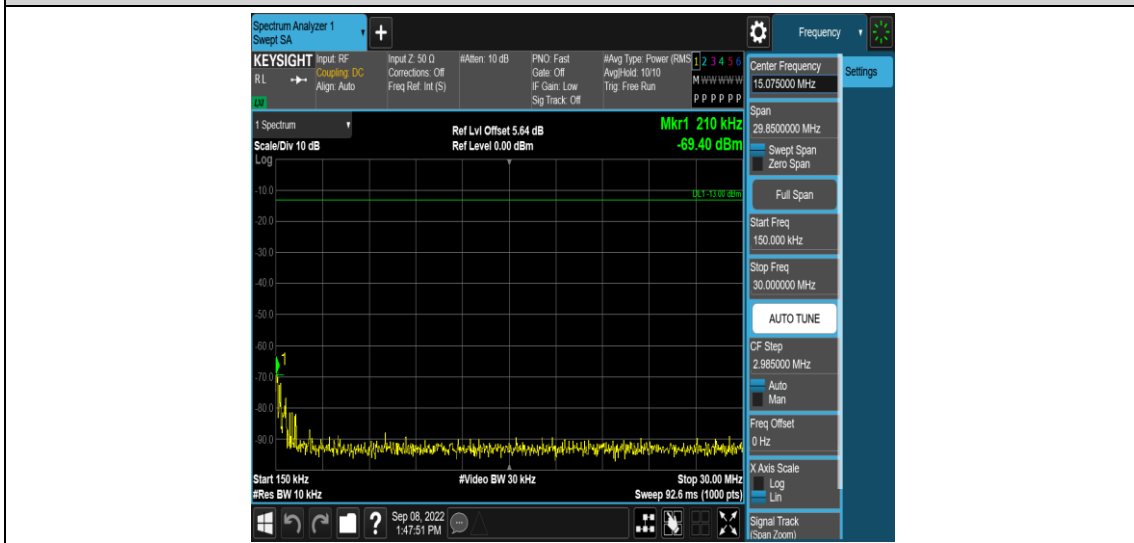 Spectrum Analyzer 1
Swept SA
+
Frequency
KEYSIGHT
RL
LXI
Input: RF
Coupling: DC
Align: Auto
Input Z: 50 Ω
Corrections: Off
Freq Ref: Int (S)
#Atten: 10 dB
PNO: Fast
Gate: Off
IF Gain: Low
Sig Track: Off
#Avg Type: Power (RMS
Avg|Hold: 10/10
Trig: Free Run
1 2 3 4 5 6
M W W W W W
P P P P P P
1 Spectrum
Scale/Div 10 dB
Ref Lvl Offset 5.64 dB
Ref Level 0.00 dBm
Mkr1 210 kHz
-69.40 dBm
Log
DL1 -13.00 dBm
-10.0
-20.0
-30.0
-40.0
-50.0
-60.0
-70.0
-80.0
-90.0
1
Start 150 kHz
#Res BW 10 kHz
#Video BW 30 kHz
Stop 30.00 MHz
Sweep 92.6 ms (1000 pts)
?
Sep 08, 2022
1:47:51 PM
Center Frequency
15.075000 MHz
Settings
Span
29.8500000 MHz
Swept Span
Zero Span
Full Span
Start Freq
150.000 kHz
Stop Freq
30.000000 MHz
AUTO TUNE
CF Step
2.985000 MHz
Auto
Man
Freq Offset
0 Hz
X Axis Scale
Log
Lin
Signal Track
(Span Zoom)